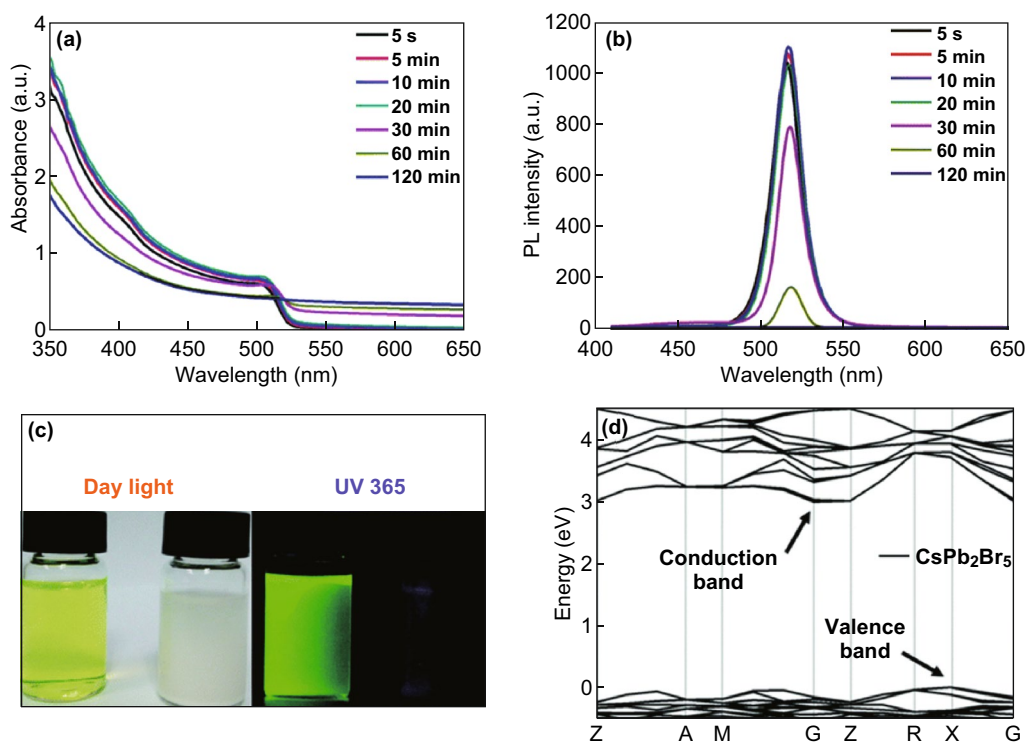 (a)
5 s
5 min
10 min
20 min
30 min
60 min
120 min
4
3
2
1
0
Absorbance (a.u.)
350 400 450 500 550 600 650
Wavelength (nm)
(b)
5 s
5 min
10 min
20 min
30 min
60 min
120 min
1200
1000
800
600
400
200
0
PL intensity (a.u.)
400 450 500 550 600 650
Wavelength (nm)
(c)
Day light UV 365
(d)
4
3
2
1
0
Energy (eV)
Conduction
band
CsPb₂Br₅
Valence
band
Z A M G Z R X G